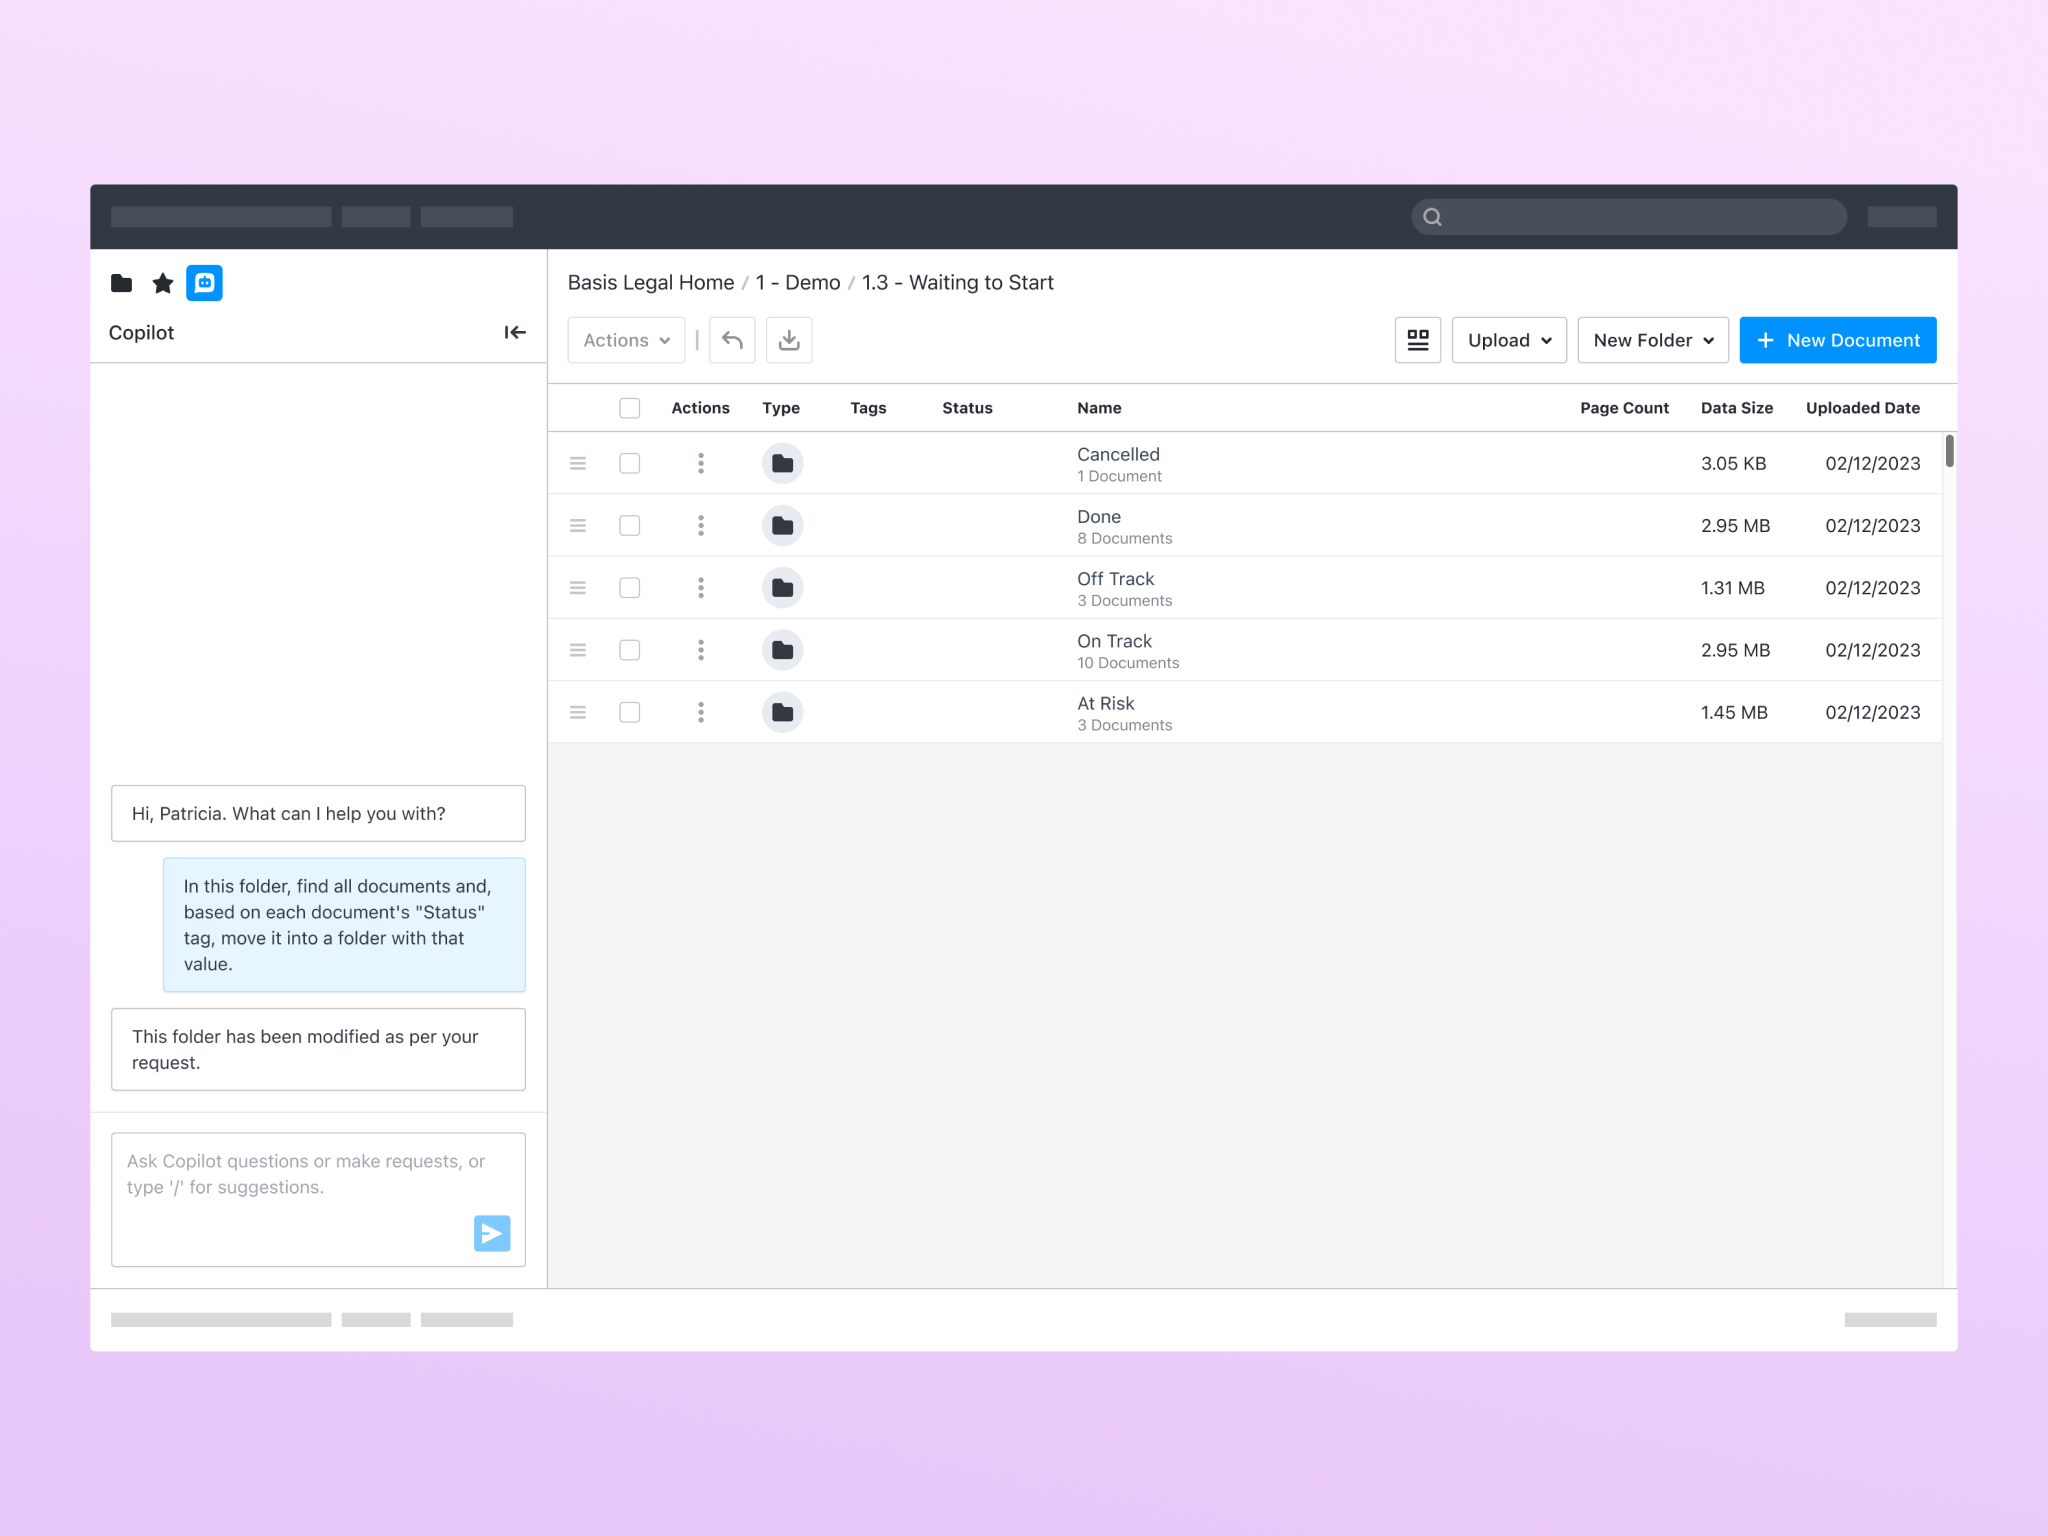 Copilot
Hi, Patricia. What can I help you with?
In this folder, find all documents and,
based on each document's "Status"
tag, move it into a folder with that
value.
This folder has been modified as per your
request.
Ask Copilot questions or make requests, or
type '/' for suggestions.
Basis Legal Home / 1 - Demo / 1.3 - Waiting to Start
Actions | Upload New Folder + New Document
Actions Type Tags Status Name Page Count Data Size Uploaded Date
Cancelled
1 Document
3.05 KB 02/12/2023
Done
8 Documents
2.95 MB 02/12/2023
Off Track
3 Documents
1.31 MB 02/12/2023
On Track
10 Documents
2.95 MB 02/12/2023
At Risk
3 Documents
1.45 MB 02/12/2023